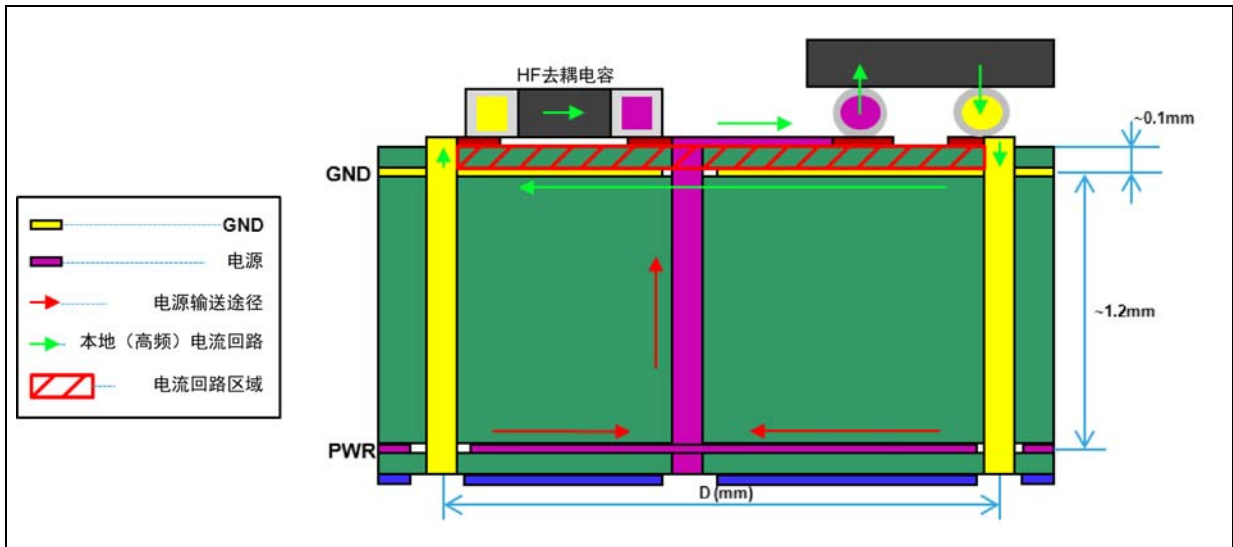 HF去耦电容
~0.1mm
GND
GND
电源
电源输送途径
本地（高频）电流回路
电流回路区域
~1.2mm
PWR
D (mm)